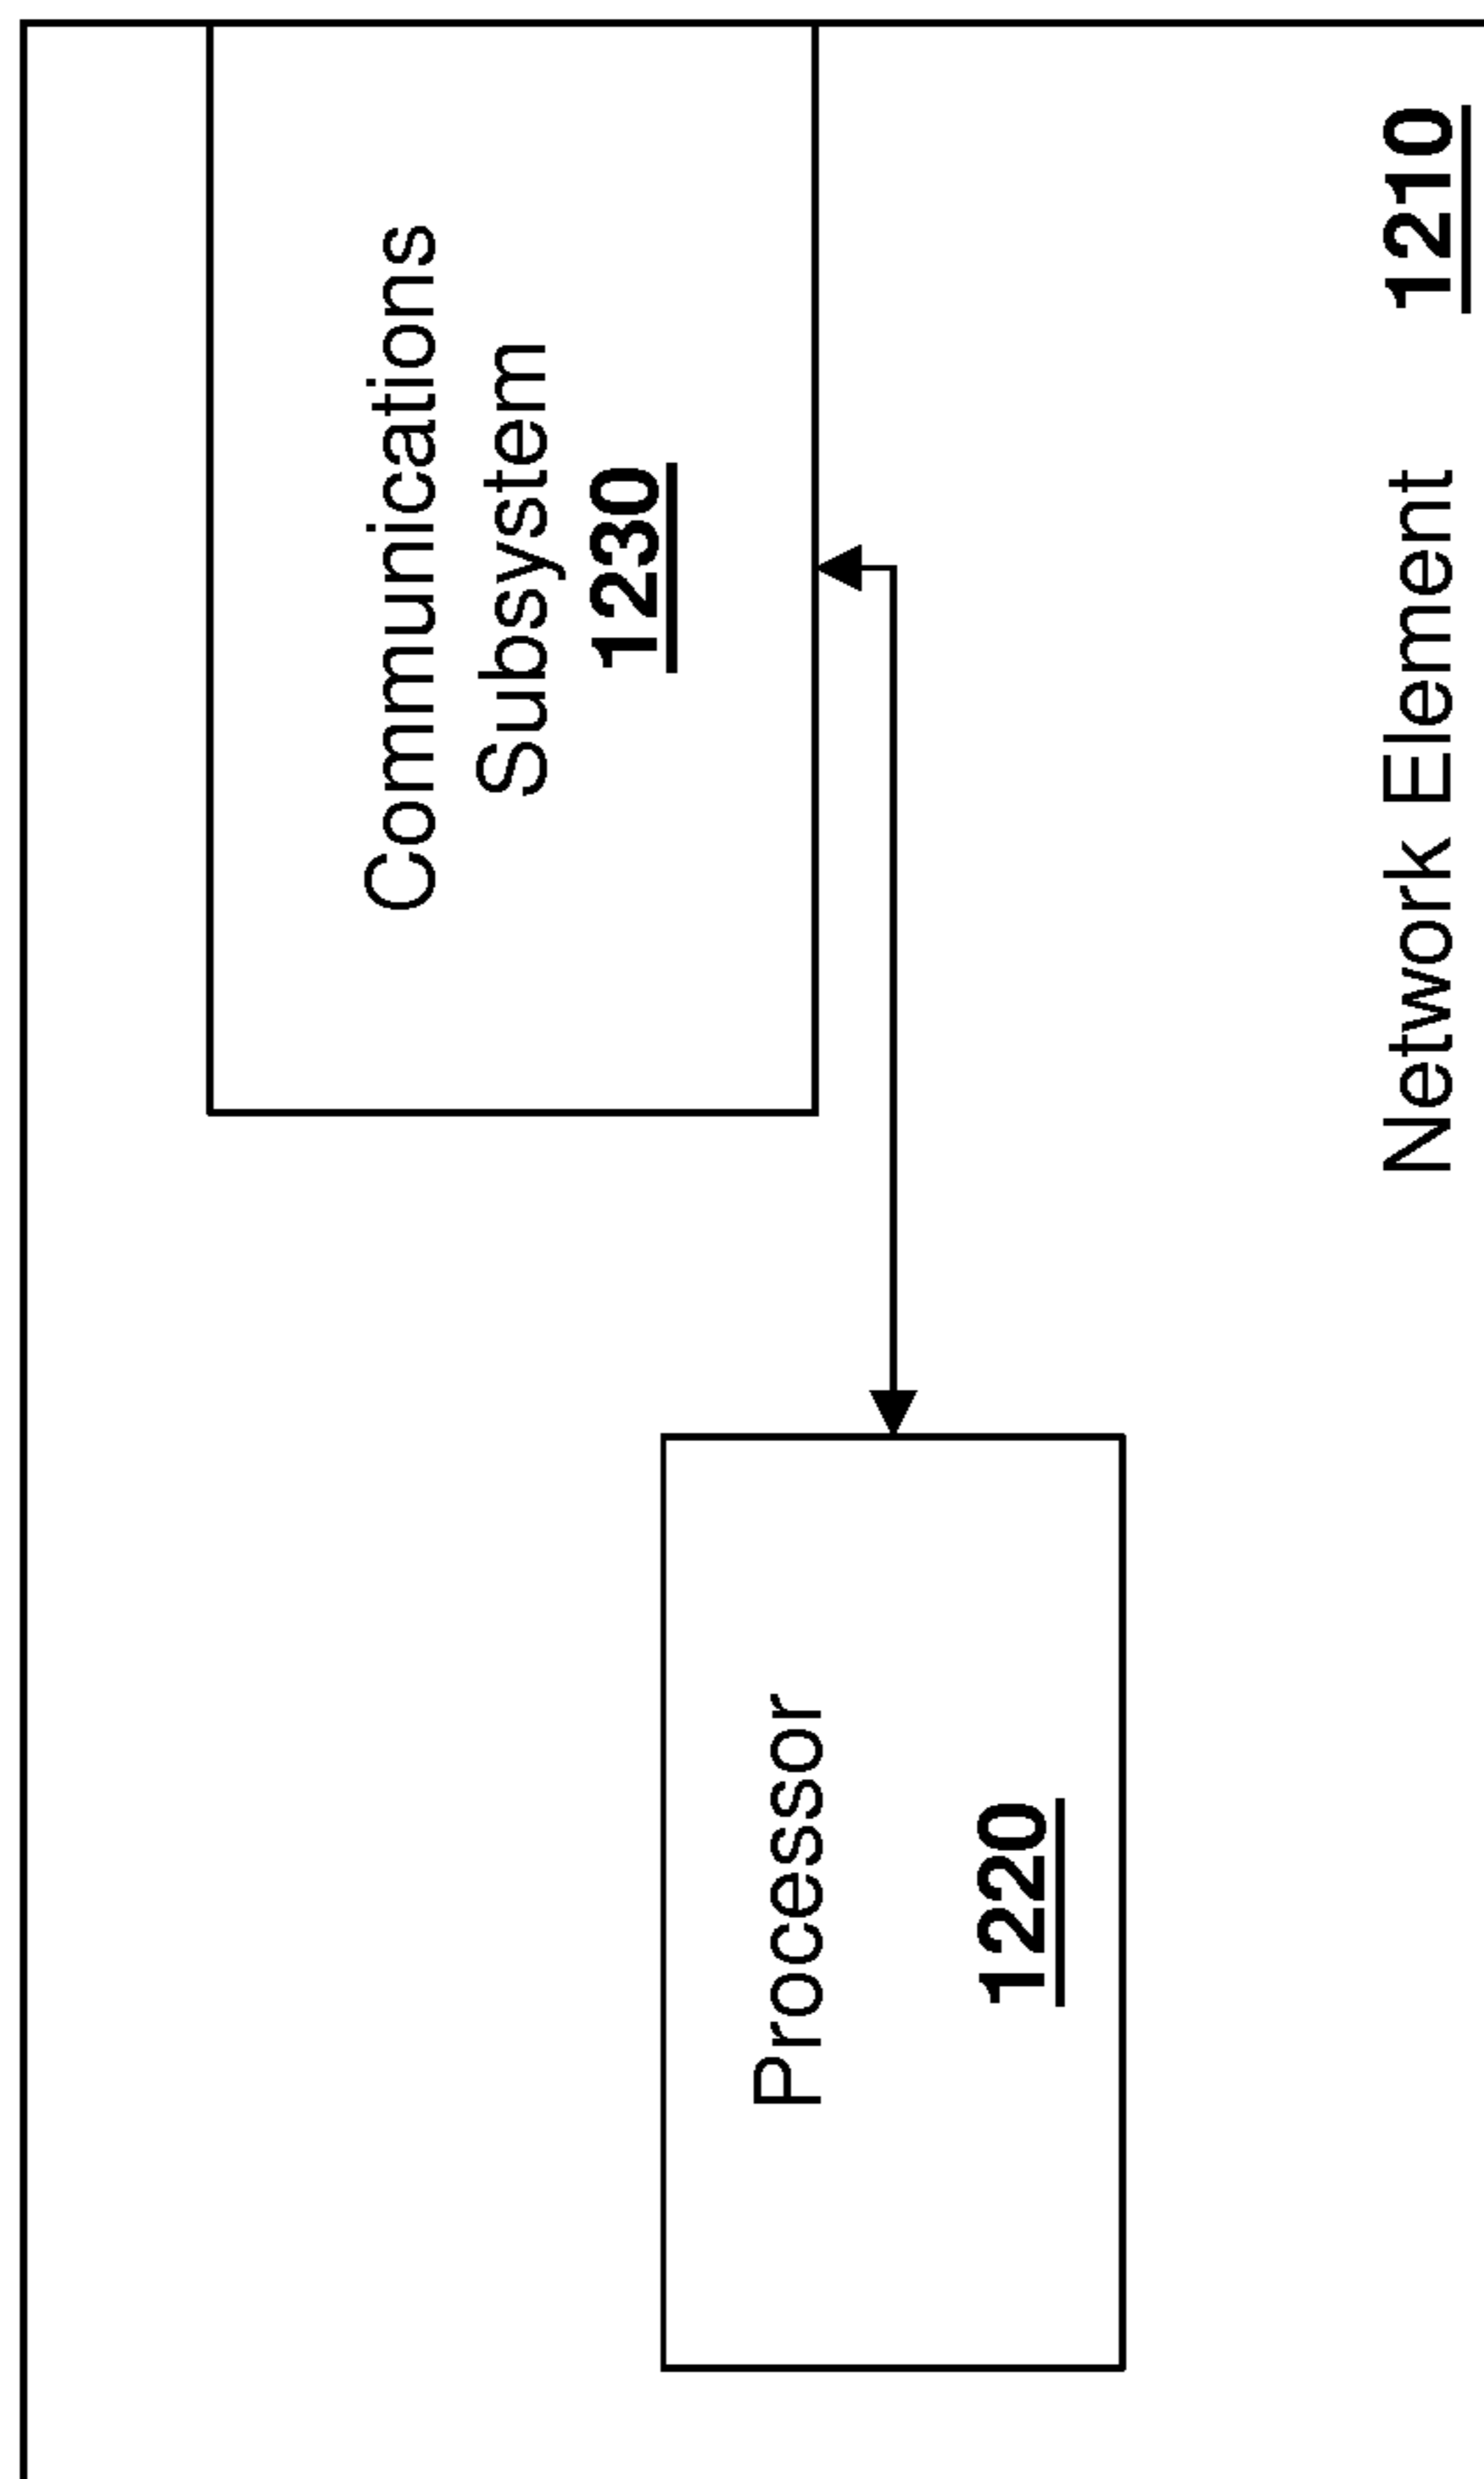 Communications
Subsystem
1230
Processor
1220
Network Element 1210